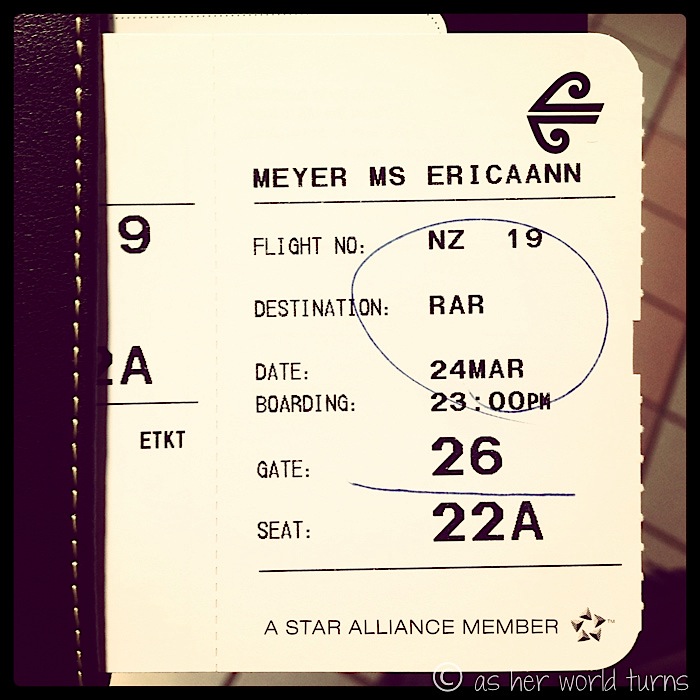 MEYER MS ERICAANN
9
FLIGHT NO: NZ 19
DESTINATION: RAR
2A
DATE: 24MAR
BOARDING: 23:00PM
ETKT
GATE: 26
SEAT: 22A
A STAR ALLIANCE MEMBER ™
© as her world turns